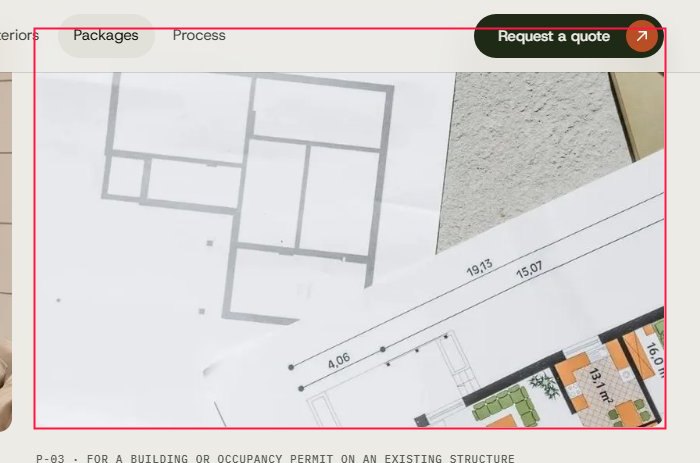 Packages
Process
Request a quote
19,13
15,07
4,06
13,1 m²
16,0 m
P-03 · FOR A BUILDING OR OCCUPANCY PERMIT ON AN EXISTING STRUCTURE